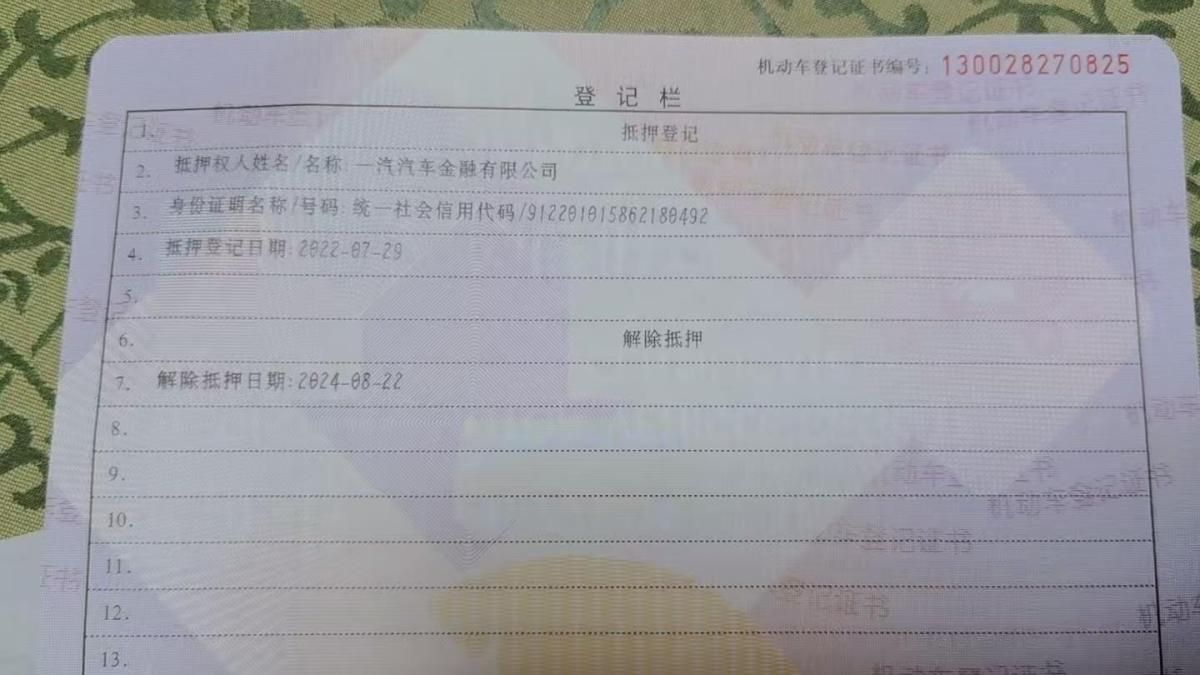 机动车登记证书编号：130028270825
登 记 栏
1. 抵押登记
2. 抵押权人姓名/名称:一汽汽车金融有限公司
3. 身份证明名称/号码:统一社会信用代码/912201015862180492
4. 抵押登记日期:2022-07-29
5.
6. 解除抵押
7. 解除抵押日期:2024-08-22
8.
9.
10.
11.
12.
13.